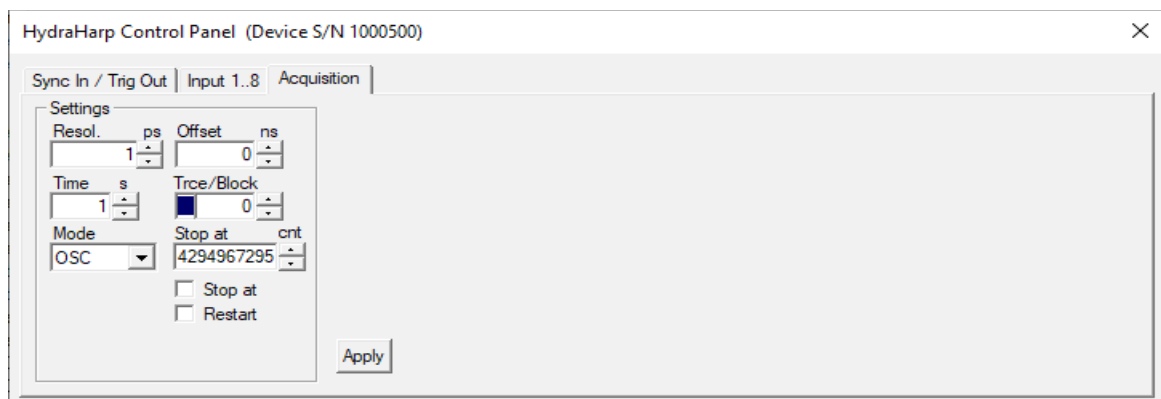 HydraHarp Control Panel (Device S/N 1000500)
Sync In / Trig Out Input 1..8 Acquisition
Settings
Resol. ps Offset ns
1 0
Time s Trce/Block
1 0
Mode Stop at cnt
OSC 4294967295
Stop at
Restart
Apply